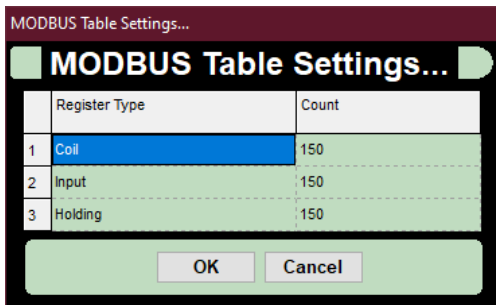 MODBUS Table Settings...
MODBUS Table Settings...
Register Type Count
1 Coil 150
2 Input 150
3 Holding 150
OK Cancel